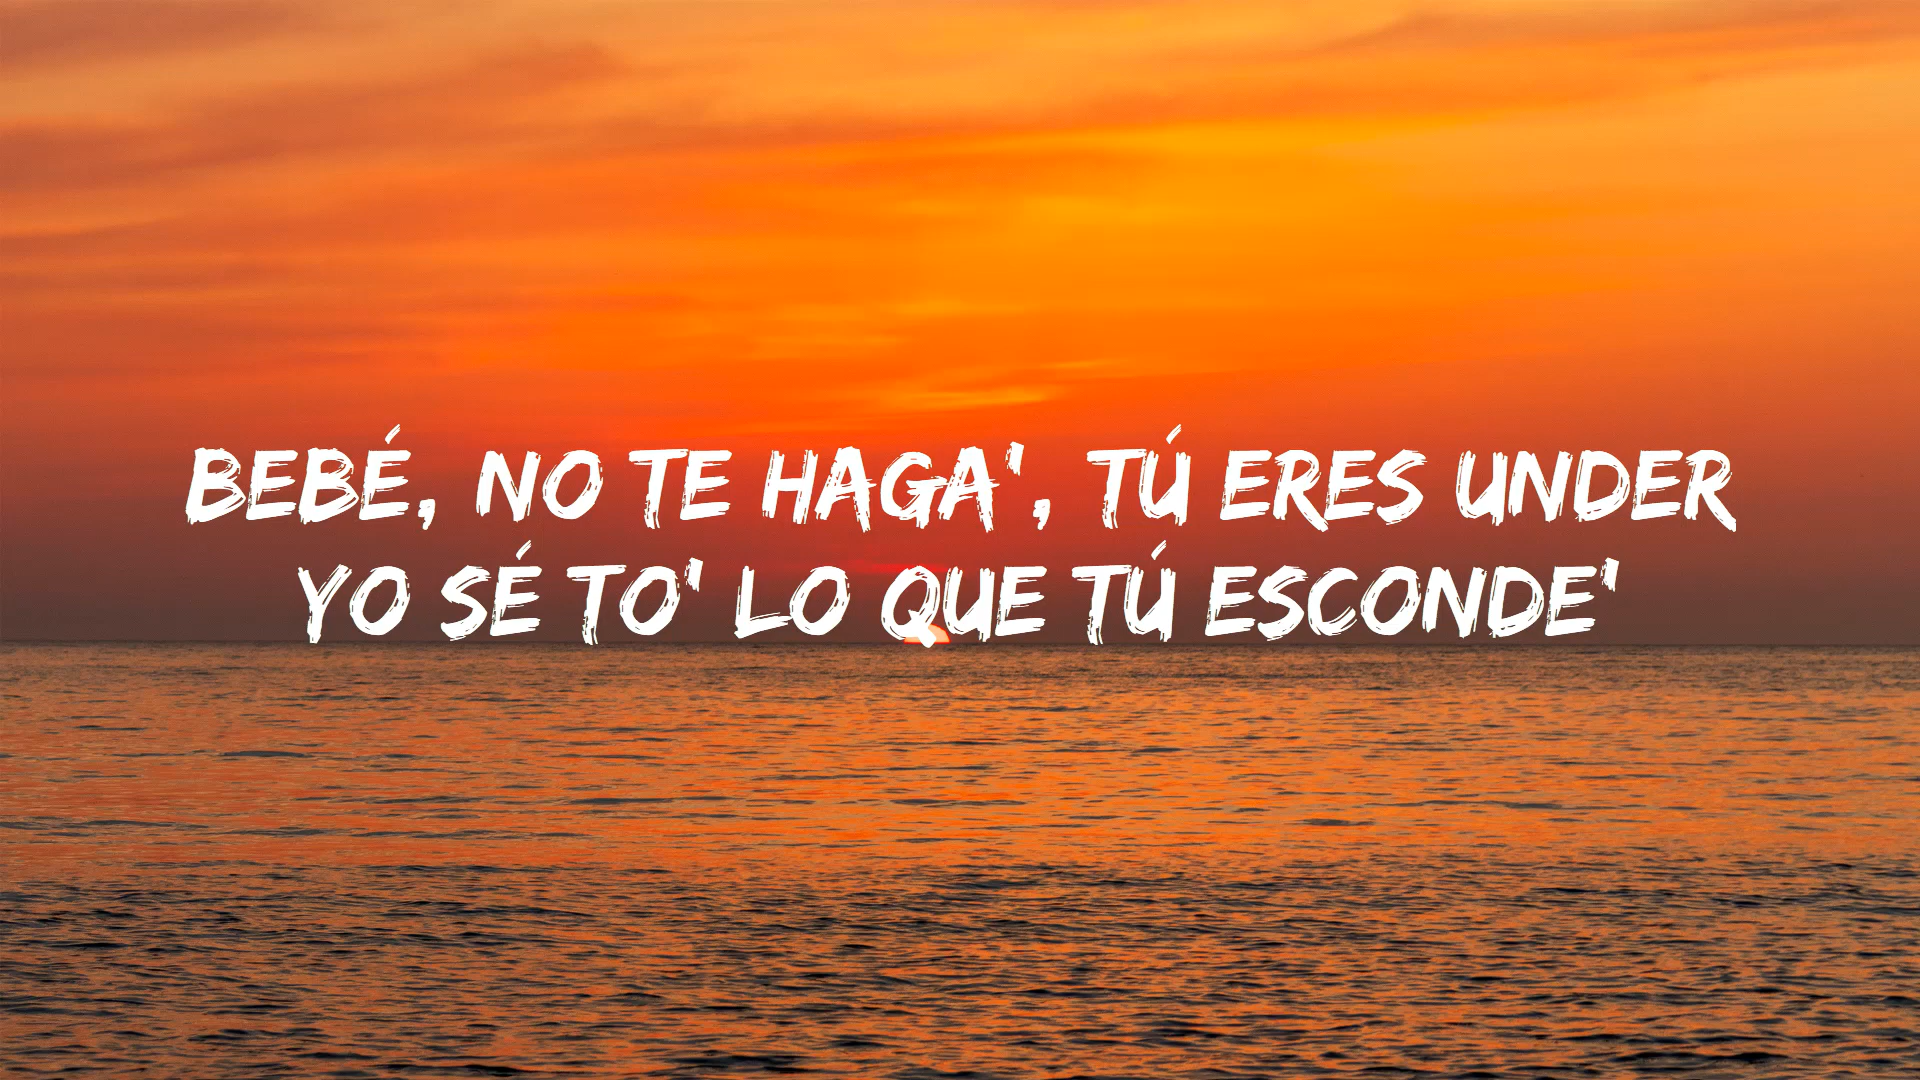 BEBÉ, NO TE HAGA', TÚ ERES UNDER
YO SÉ TO' LO QUE TÚ ESCONDE'